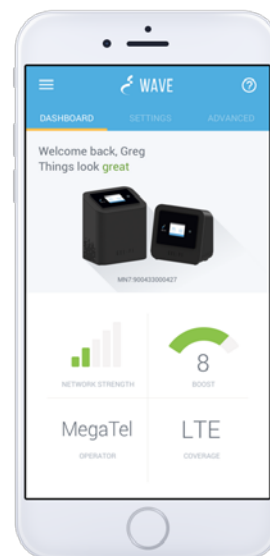 WAVE
DASHBOARD SETTINGS ADVANCED
Welcome back, Greg
Things look great
MN7:900433000427
8
NETWORK STRENGTH BOOST
MegaTel LTE
OPERATOR COVERAGE